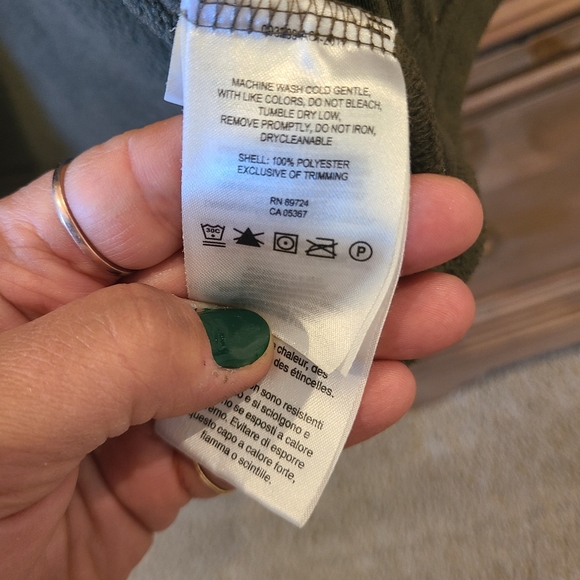 MACHINE WASH COLD GENTLE,
WITH LIKE COLORS, DO NOT BLEACH,
TUMBLE DRY LOW,
REMOVE PROMPTLY, DO NOT IRON,
DRYCLEANABLE
SHELL: 100% POLYESTER
EXCLUSIVE OF TRIMMING
RN 89724
CA 05367
30C
P
chaleur, des
des étincelles.
sono resistenti
e si sciolgono e
se esposti a calore
Evitare di esporre
questo capo a calore forte,
fiamma o scintille.